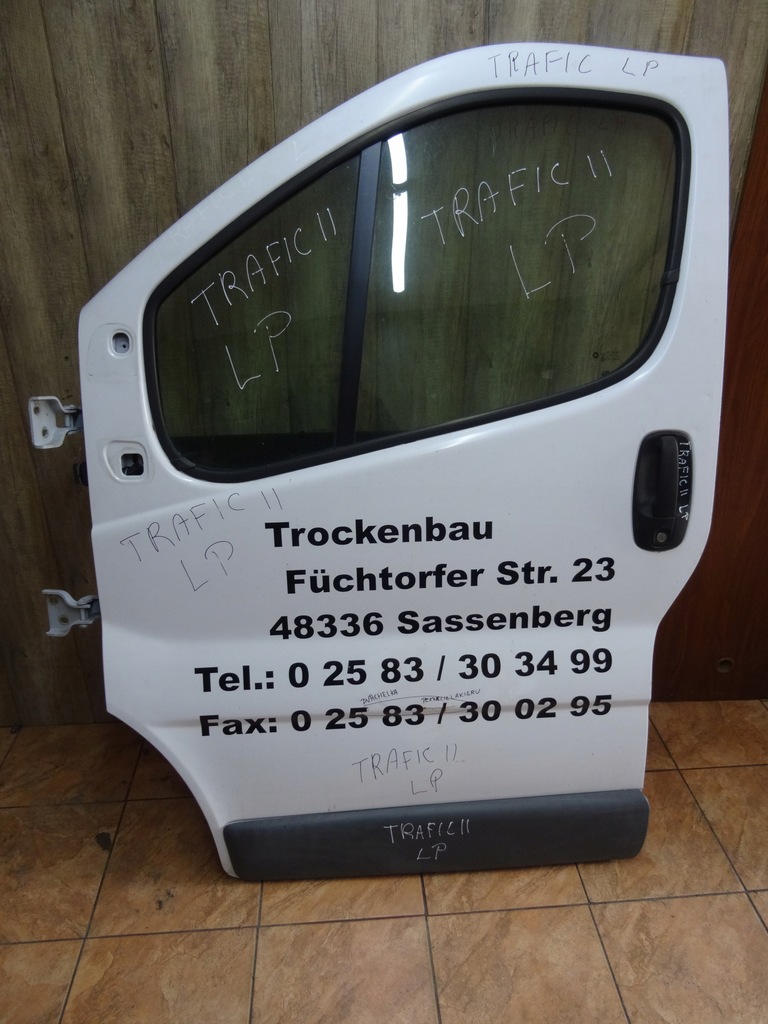 TRAFIC LP
TRAFIC II
LP
TRAFIC II
LP
TRAFIC II LP
TRAFIC II
LP
Trockenbau
Füchtorfer Str. 23
48336 Sassenberg
Tel.: 0 25 83 / 30 34 99
Fax: 0 25 83 / 30 02 95
TRAFIC II
LP
TRAFIC II
LP